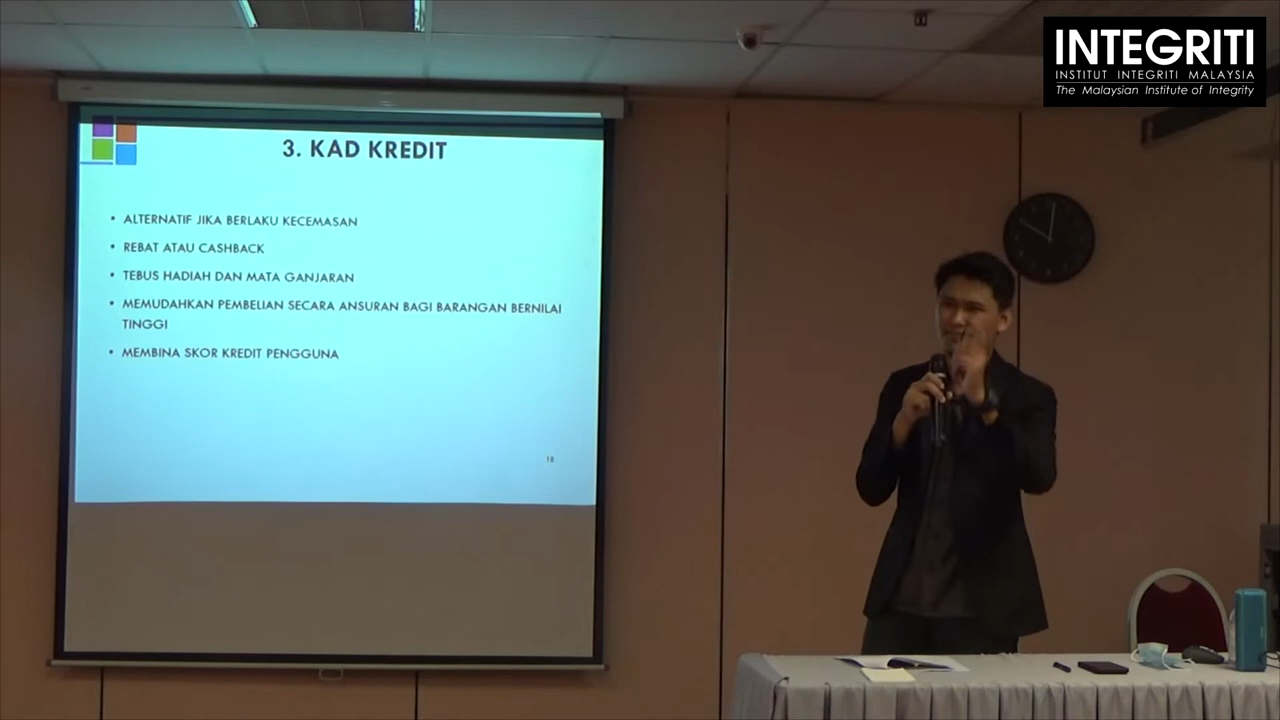 INTEGRITI
INSTITUT INTEGRITI MALAYSIA
The Malaysian Institute of Integrity
3. KAD KREDIT
• ALTERNATIF JIKA BERLAKU KECEMASAN
• REBAT ATAU CASHBACK
• TEBUS HADIAH DAN MATA GANJARAN
• MEMUDAHKAN PEMBELIAN SECARA ANSURAN BAGI BARANGAN BERNILAI
TINGGI
• MEMBINA SKOR KREDIT PENGGUNA
18